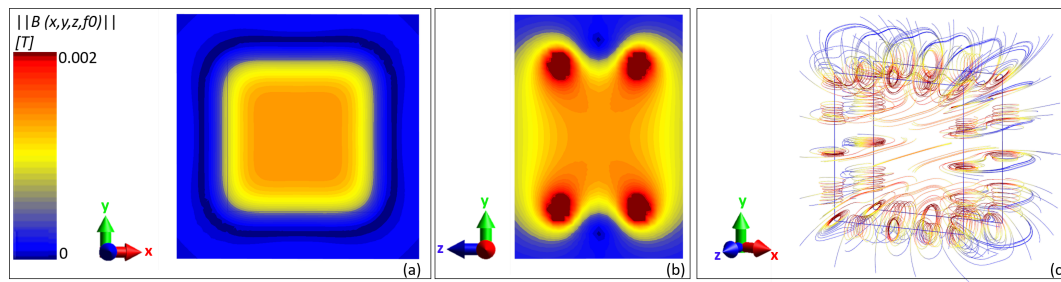 ||B (x,y,z,f0)||
[T]
0.002
0
y
x
(a)
y
z
(b)
y
z
x
(c)